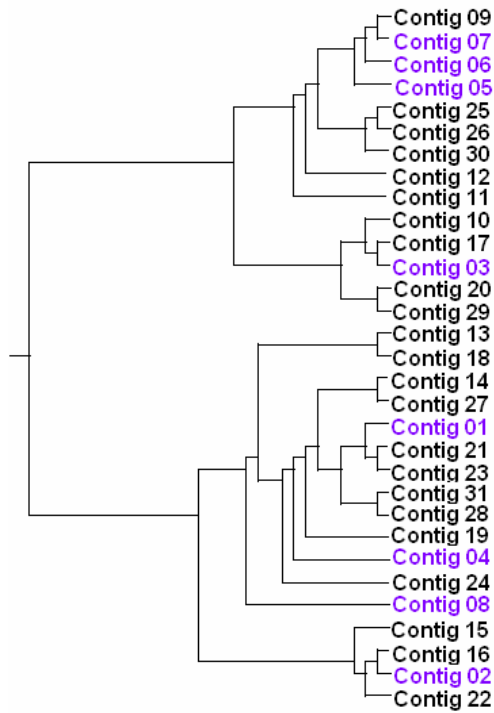 Contig 09
Contig 07
Contig 06
Contig 05
Contig 25
Contig 26
Contig 30
Contig 12
Contig 11
Contig 10
Contig 17
Contig 03
Contig 20
Contig 29
Contig 13
Contig 18
Contig 14
Contig 27
Contig 01
Contig 21
Contig 23
Contig 31
Contig 28
Contig 19
Contig 04
Contig 24
Contig 08
Contig 15
Contig 16
Contig 02
Contig 22